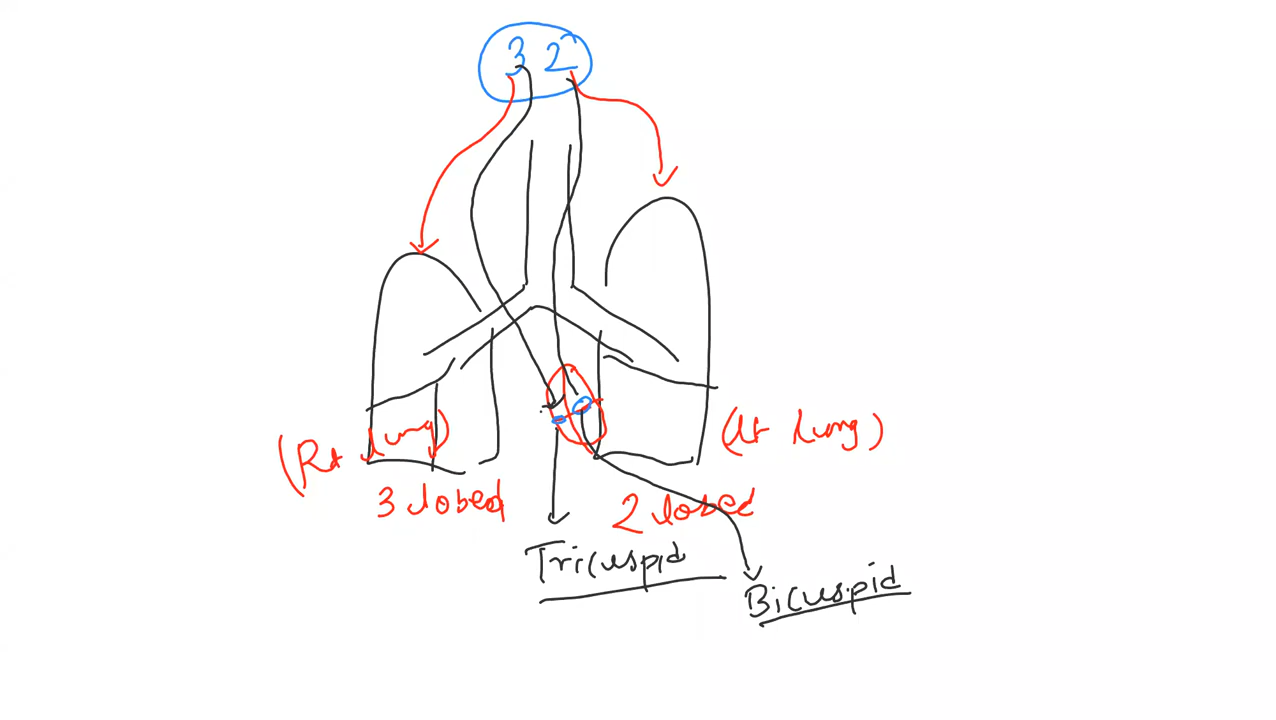 3 2
(Rt lung)
(lt lung)
3 lobed
2 lobed
Tricuspid
Bicuspid